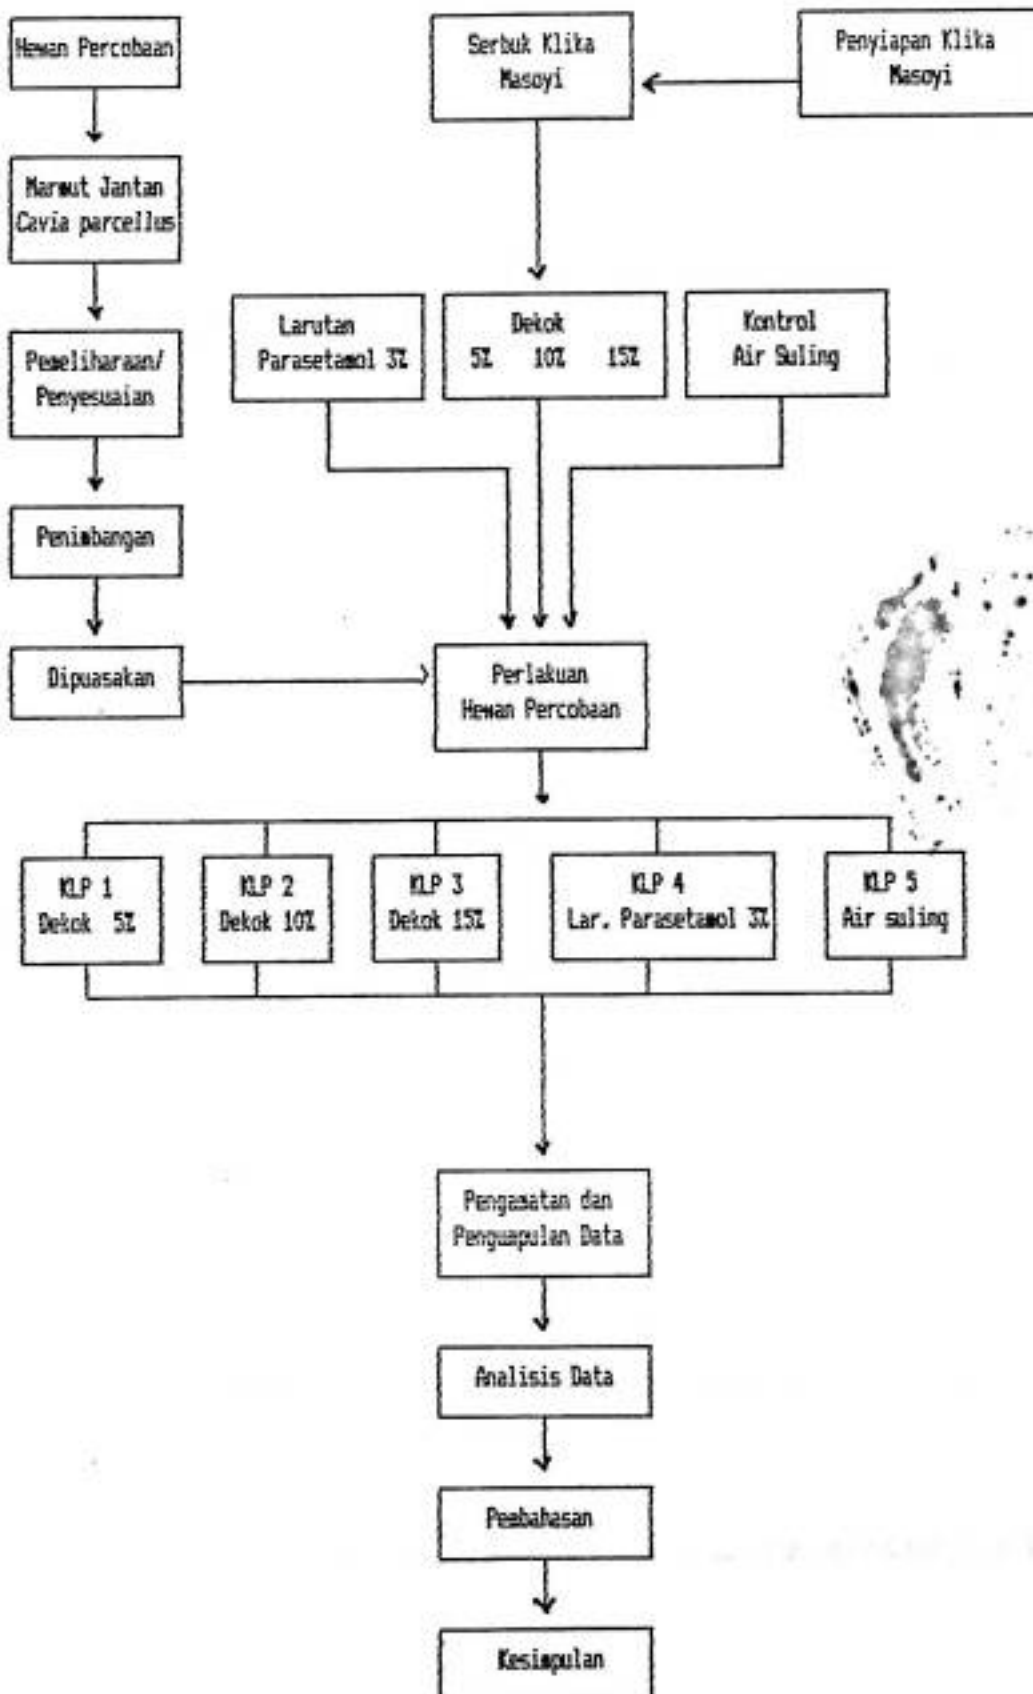 Hewan Percobaan
Serbuk Klika
Masoyi
Penyiapan Klika
Masoyi
Marmut Jantan
Cavia parcellus
Larutan
Parasetamol 3%
Dekok
5% 10% 15%
Kontrol
Air Suling
Pemeliharaan/
Penyesuaian
Penimbangan
Dipuasakan
Perlakuan
Hewan Percobaan
KLP 1
Dekok 5%
KLP 2
Dekok 10%
KLP 3
Dekok 15%
KLP 4
Lar. Parasetamol 3%
KLP 5
Air suling
Pengamatan dan
Penguapulan Data
Analisis Data
Pembahasan
Kesimpulan